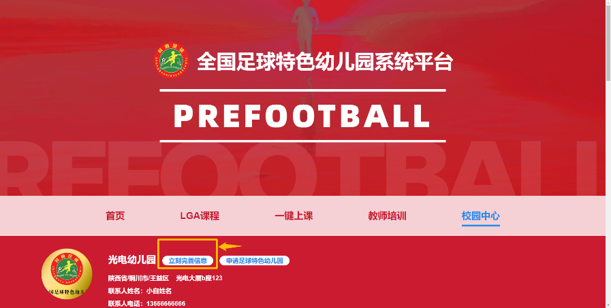 全国足球特色幼儿园系统平台
PREFOOTBALL
PREFOOTBALL
首页 LGA课程 一键上课 教师培训 校园中心
光电幼儿园 立刻完善信息 申请足球特色幼儿园
陕西省/铜川市/王益区 光电大厦b座123
联系人姓名：小白姓名
联系人电话：13666666666